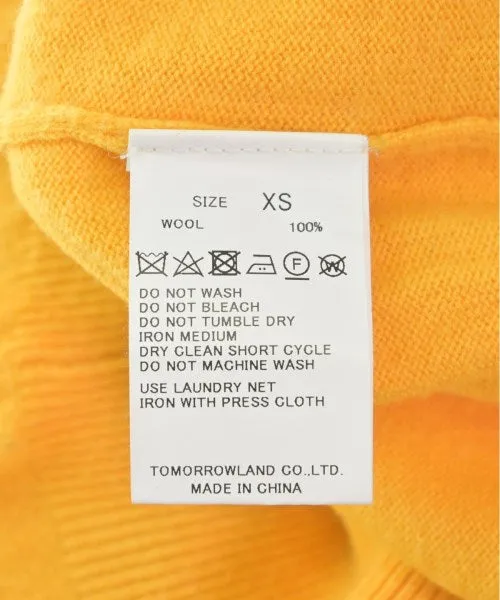 SIZE XS
WOOL 100%
F W
DO NOT WASH
DO NOT BLEACH
DO NOT TUMBLE DRY
IRON MEDIUM
DRY CLEAN SHORT CYCLE
DO NOT MACHINE WASH
USE LAUNDRY NET
IRON WITH PRESS CLOTH
TOMORROWLAND CO.,LTD.
MADE IN CHINA